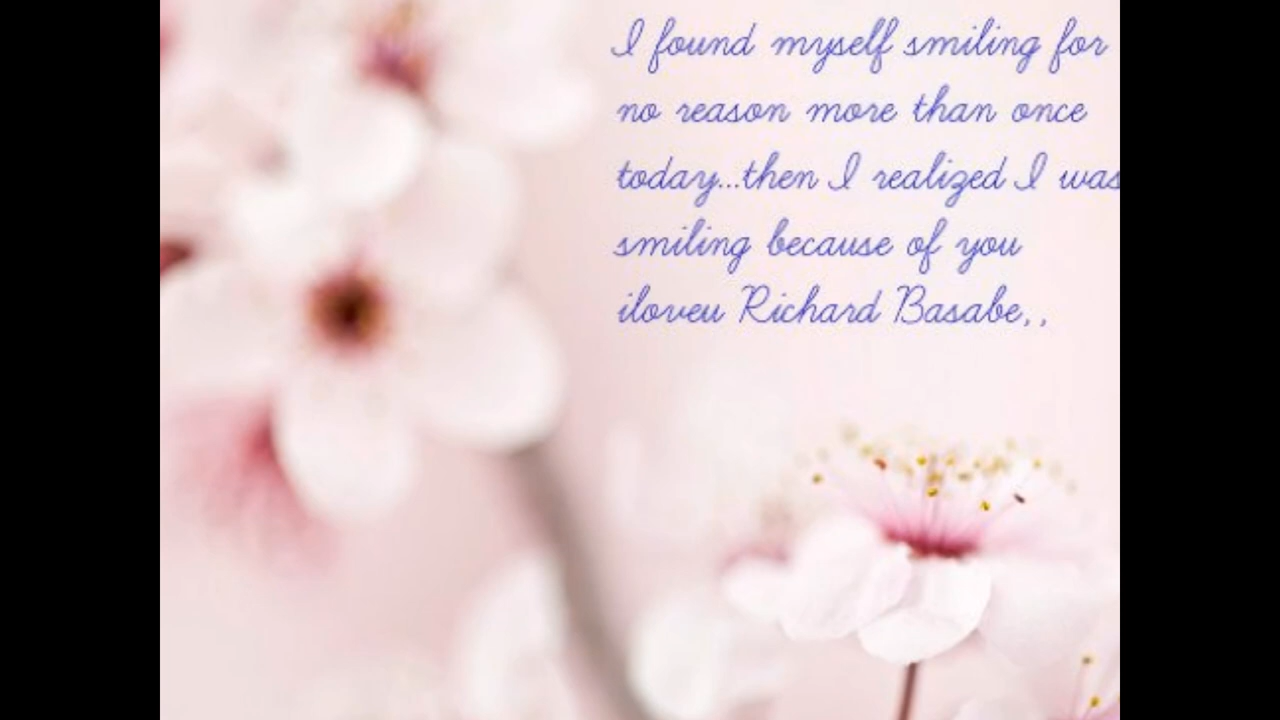 I found myself smiling for
no reason more than once
today...then I realized I was
smiling because of you
iloveu Richard Basabe,,